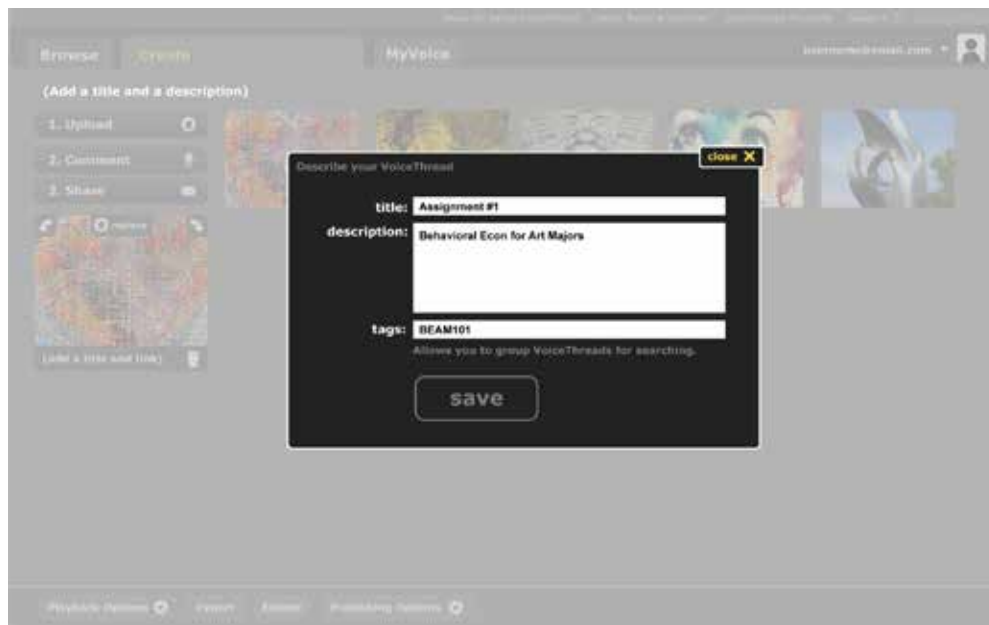 Browse
Create
MyVoice
(Add a title and a description)
1. Upload
2. Comment
3. Share
close X
Describe your VoiceThread
title: Assignment #1
description: Behavioral Econ for Art Majors
tags: BEAM101
Allows you to group VoiceThreads for searching.
save
(Add a title and link)
Playback Options
Export
Publishing Options